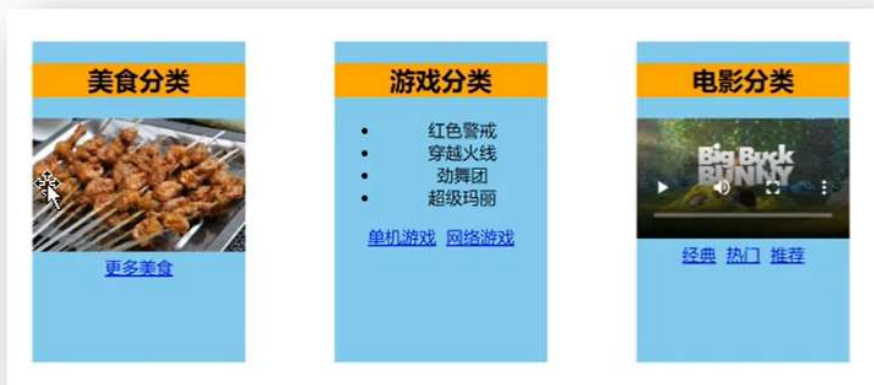 美食分类
更多美食
游戏分类
红色警戒
穿越火线
劲舞团
超级玛丽
单机游戏 网络游戏
电影分类
Big Buck
BUNNY
经典 热门 推荐